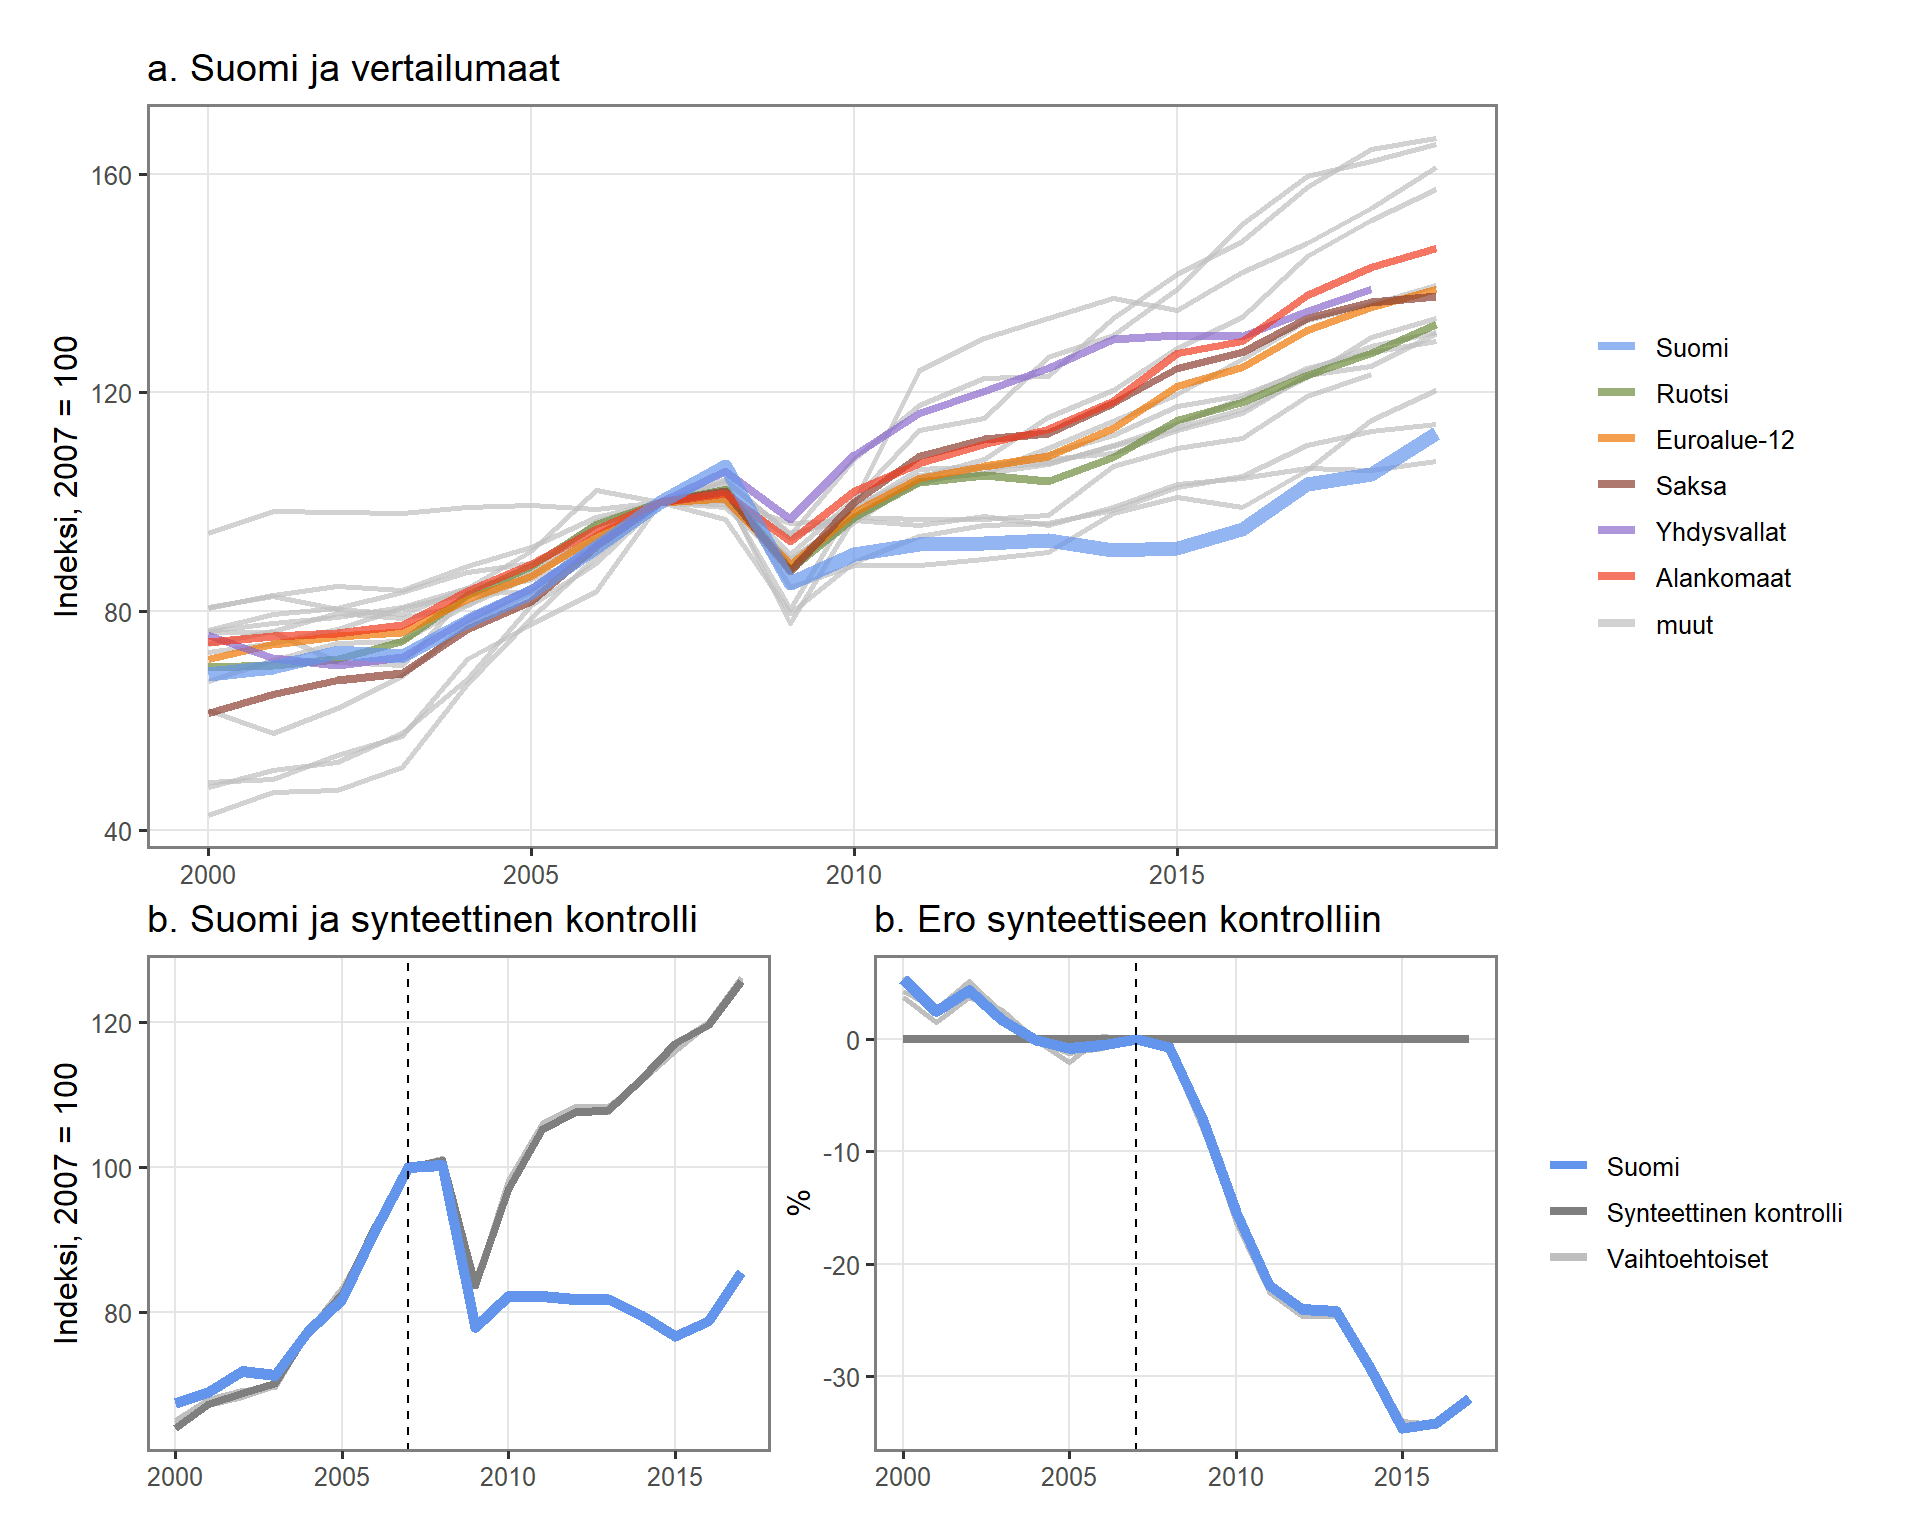 a. Suomi ja vertailumaat
Indeksi, 2007 = 100
160
120
80
40
2000
2005
2010
2015
Suomi
Ruotsi
Euroalue-12
Saksa
Yhdysvallat
Alankomaat
muut
b. Suomi ja synteettinen kontrolli
Indeksi, 2007 = 100
120
100
80
2000
2005
2010
2015
b. Ero synteettiseen kontrolliin
%
0
-10
-20
-30
2000
2005
2010
2015
Suomi
Synteettinen kontrolli
Vaihtoehtoiset